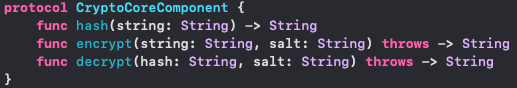 protocol CryptoCoreComponent {
    func hash(string: String) -> String
    func encrypt(string: String, salt: String) throws -> String
    func decrypt(hash: String, salt: String) throws -> String
}